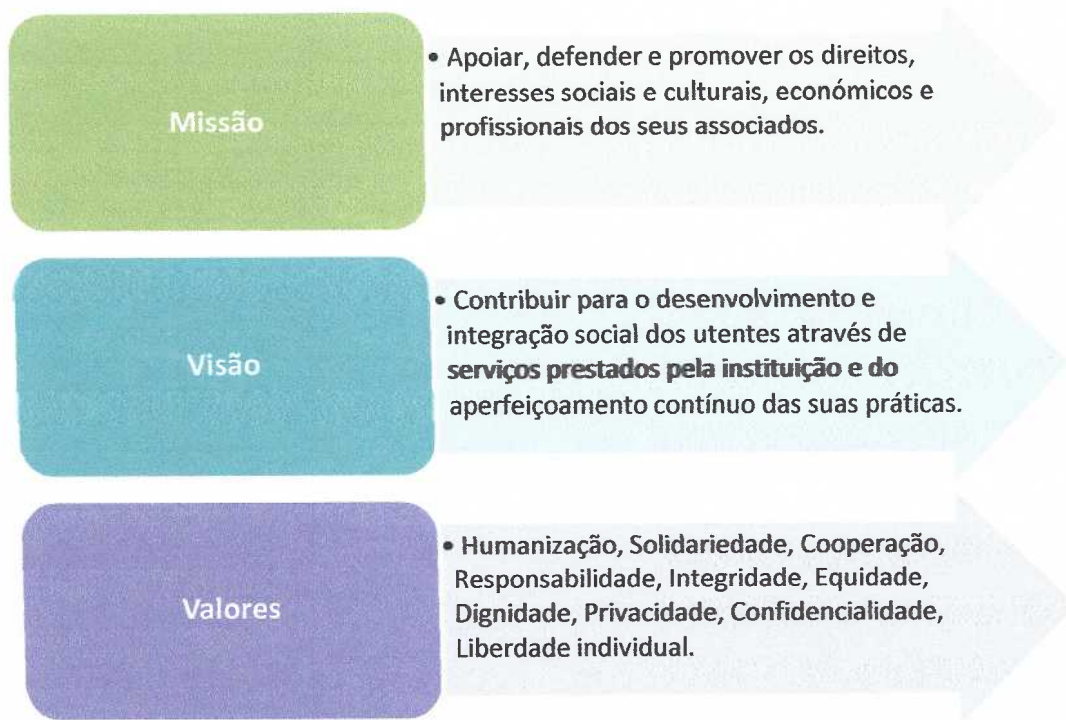 Missão
• Apoiar, defender e promover os direitos,
interesses sociais e culturais, económicos e
profissionais dos seus associados.
Visão
• Contribuir para o desenvolvimento e
integração social dos utentes através de
serviços prestados pela instituição e do
aperfeiçoamento contínuo das suas práticas.
Valores
• Humanização, Solidariedade, Cooperação,
Responsabilidade, Integridade, Equidade,
Dignidade, Privacidade, Confidencialidade,
Liberdade individual.